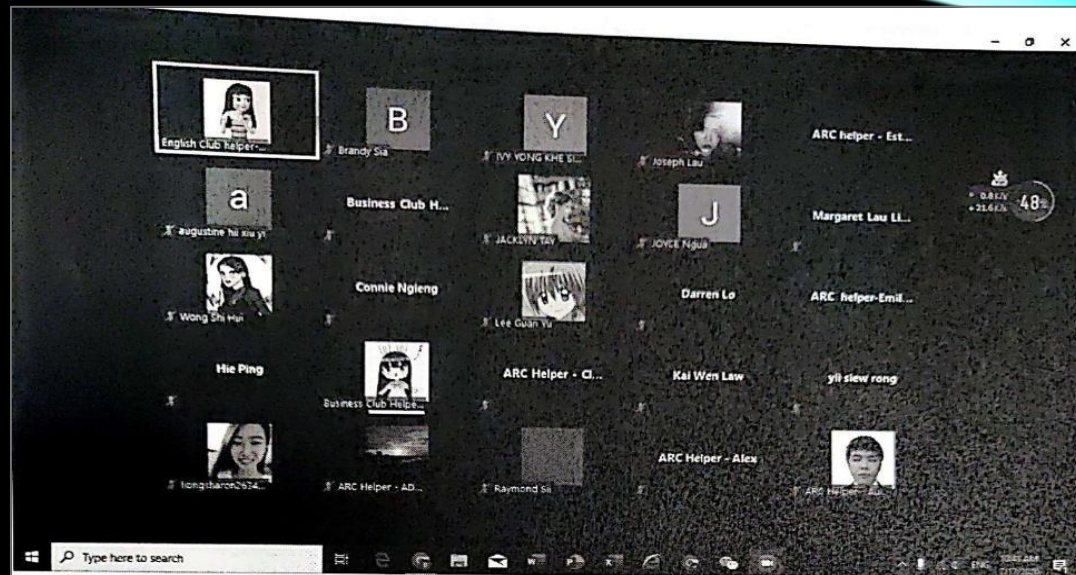 B
Y
English Club helper-...
Brandy Sia
IVY YONG KHE SI...
Joseph Lau
ARC helper - Est...
a
Business Club H...
J
augustine hii xiu yi
JACKLYN TAY
JOYCE Ngua
Margaret Lau Li...
48%
Connie Ngieng
Darren Lo
ARC helper-Emil...
Wong Shi Hui
Lee Guan Yu
Hie Ping
ARC Helper - Cl...
Kai Wen Law
yii siew rong
Business Club Helpe...
ARC Helper - Alex
ARC Helper - AD...
Raymond Sii
Type here to search
ENG